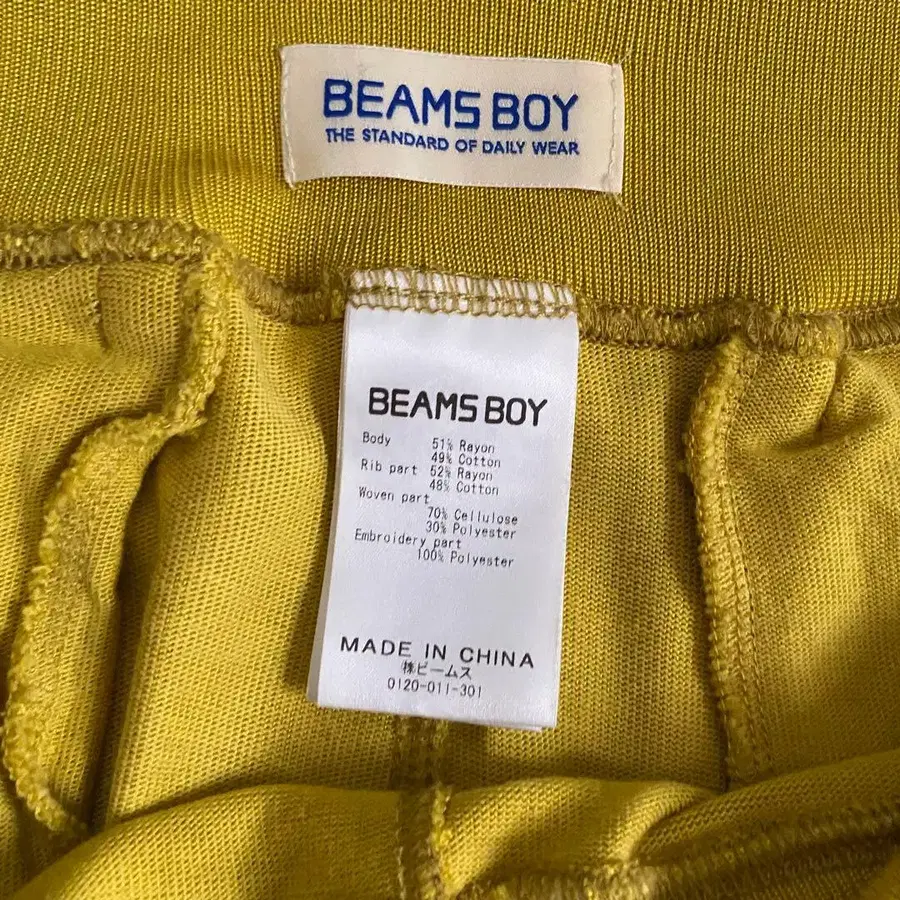 BEAMS BOY
THE STANDARD OF DAILY WEAR
BEAMS BOY
Body 51% Rayon
49% Cotton
Rib part 52% Rayon
48% Cotton
Woven part
70% Cellulose
30% Polyester
Embroidery part
100% Polyester
MADE IN CHINA
㈱ビームス
0120-011-301